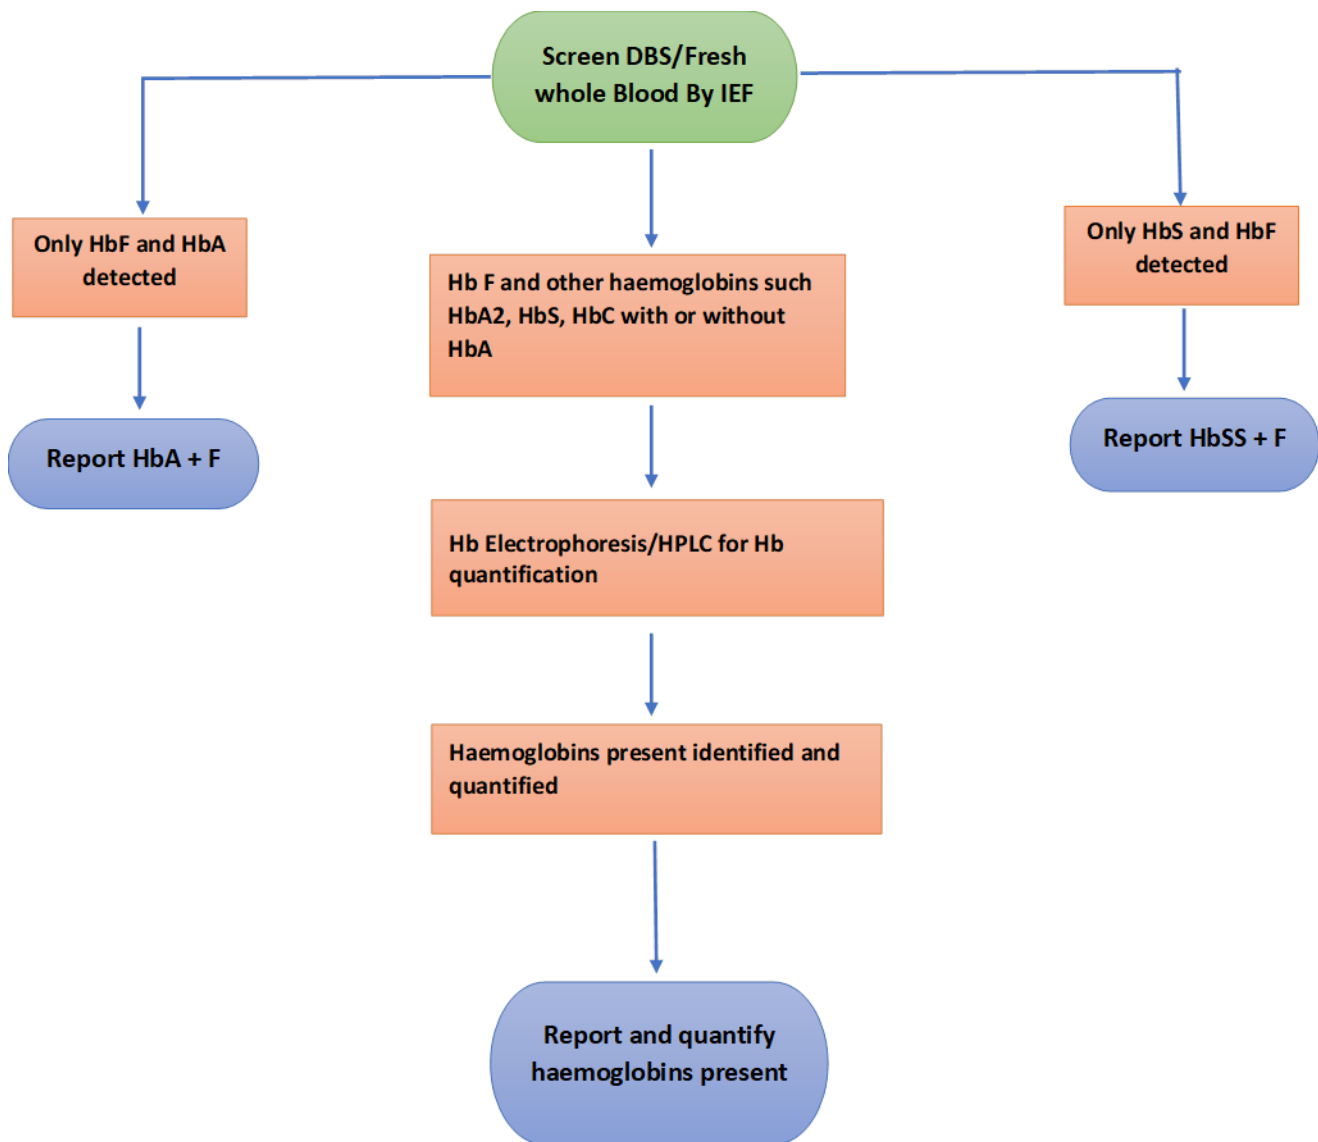 Screen DBS/Fresh
whole Blood By IEF
Only HbF and HbA
detected
Hb F and other haemoglobins such
HbA2, HbS, HbC with or without
HbA
Only HbS and HbF
detected
Report HbA + F
Report HbSS + F
Hb Electrophoresis/HPLC for Hb
quantification
Haemoglobins present identified and
quantified
Report and quantify
haemoglobins present